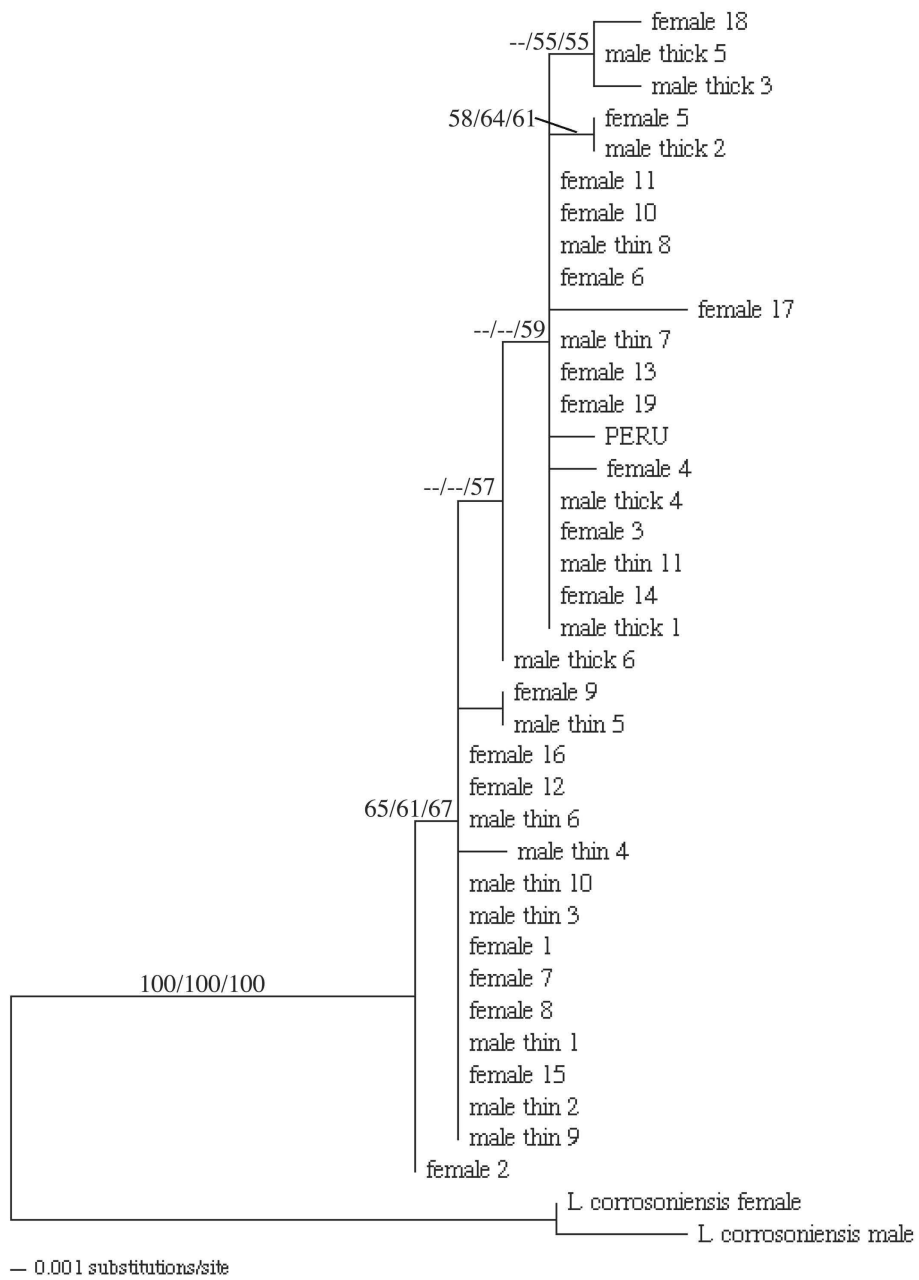 female 18
--/55/55
male thick 5
male thick 3
58/64/61
female 5
male thick 2
female 11
female 10
male thin 8
female 6
female 17
--/--/59
male thin 7
female 13
female 19
PERU
female 4
--/--/57
male thick 4
female 3
male thin 11
female 14
male thick 1
male thick 6
female 9
male thin 5
female 16
female 12
65/61/67
male thin 6
male thin 4
male thin 10
male thin 3
female 1
female 7
100/100/100
female 8
male thin 1
female 15
male thin 2
male thin 9
female 2
L. corrosoniensis female
L. corrosoniensis male
0.001 substitutions/site